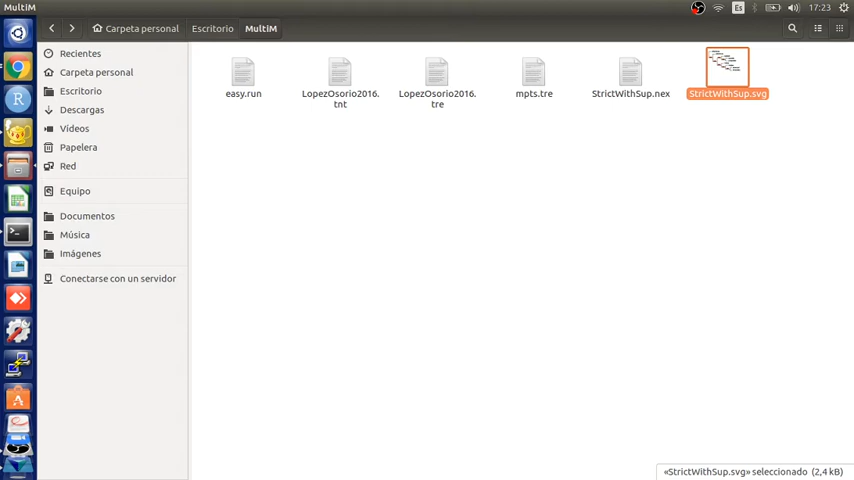 MultiM
Es
17:23
Carpeta personal
Escritorio
MultiM
Recientes
Carpeta personal
Escritorio
Descargas
Vídeos
Papelera
Red
Equipo
Documentos
Música
Imágenes
Conectarse con un servidor
easy.run
LopezOsorio2016.
tnt
LopezOsorio2016.
tre
mpts.tre
StrictWithSup.nex
StrictWithSup.svg
«StrictWithSup.svg» seleccionado (2,4 kB)